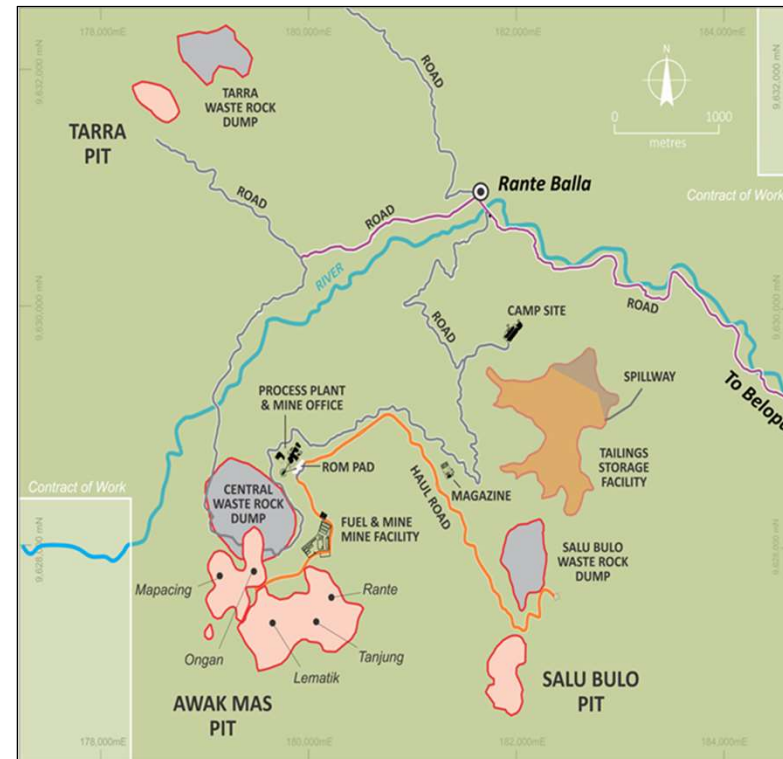 178,000mE
180,000mE
182,000mE
184,000mE
9,632,000 mN
9,632,000 mN
ROAD
N
0
1000
metres
TARRA
WASTE ROCK
DUMP
TARRA
PIT
ROAD
ROAD
Rante Balla
Contract of Work
RIVER
9,630,000 mN
9,630,000 mN
ROAD
ROAD
CAMP SITE
To Belopa
SPILLWAY
PROCESS PLANT
& MINE OFFICE
TAILINGS
STORAGE
FACILITY
ROM PAD
HAUL ROAD
MAGAZINE
Contract of Work
CENTRAL
WASTE ROCK
DUMP
FUEL & MINE
MINE FACILITY
SALU BULO
WASTE ROCK
DUMP
Mapacing
Rante
Ongan
Tanjung
Lematik
AWAK MAS
PIT
SALU BULO
PIT
178,000mE
180,000mE
182,000mE
184,000mE